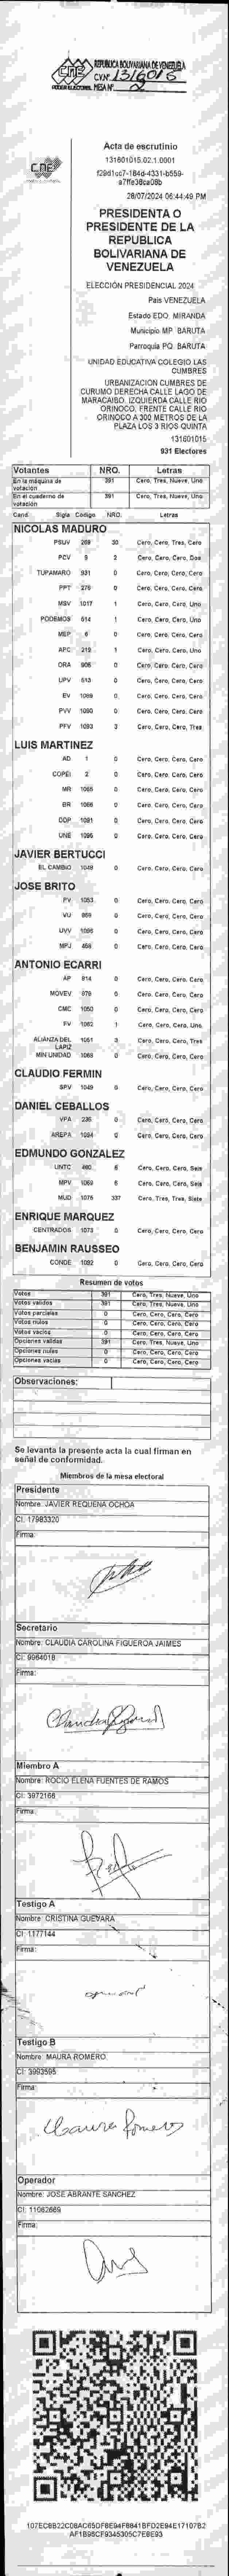 REPUBLICA BOLIVARIANA DE VENEZUELA
CNE CV.Nº 1316015
PODER ELECTORAL MESA Nº 2
CNE
Acta de escrutinio
131601015.02.1.0001
a7ffe38ca08b
28/07/2024 06:44:49 PM
PRESIDENTA O
PRESIDENTE DE LA
REPUBLICA
BOLIVARIANA DE
VENEZUELA
ELECCIÓN PRESIDENCIAL 2024
Pais VENEZUELA
Estado EDO. MIRANDA
Municipio MP. BARUTA
Parroquia PQ. BARUTA
UNIDAD EDUCATIVA COLEGIO LAS
CUMBRES
URBANIZACION CUMBRES DE
CURUMO DERECHA CALLE LAGO DE
MARACAIBO. IZQUIERDA CALLE RIO
ORINOCO. FRENTE CALLE RIO
ORINOCO A 300 METROS DE LA
PLAZA LOS 3 RIOS QUINTA
131601015
931 Electores
Votantes NRO. Letras
En la máquina de votación 391 Cero, Tres, Nueve, Uno
En el cuaderno de votación 391 Cero, Tres, Nueve, Uno
Cand Sigla Codigo NRO. Letras
NICOLAS MADURO
PSUV 269 30 Cero, Cero, Tres, Cero
PCV 9 2 Cero, Cero, Cero, Dos
TUPAMARO 931 0 Cero, Cero, Cero, Cero
PPT 276 0 Cero, Cero, Cero, Cero
MSV 1017 1 Cero, Cero, Cero, Uno
PODEMOS 514 1 Cero, Cero, Cero, Uno
MEP 6 0 Cero, Cero, Cero, Cero
APC 219 1 Cero, Cero, Cero, Uno
ORA 906 0 Cero, Cero, Cero, Cero
UPV 513 0 Cero, Cero, Cero, Cero
EV 1069 0 Cero, Cero, Cero, Cero
PVV 1090 0 Cero, Cero, Cero, Cero
PFV 1093 3 Cero, Cero, Cero, Tres
LUIS MARTINEZ
AD 1 0 Cero, Cero, Cero, Cero
COPEI 2 0 Cero, Cero, Cero, Cero
MR 1065 0 Cero, Cero, Cero, Cero
BR 1066 0 Cero, Cero, Cero, Cero
DDP 1091 0 Cero, Cero, Cero, Cero
UNE 1096 0 Cero, Cero, Cero, Cero
JAVIER BERTUCCI
EL CAMBIO 1048 0 Cero, Cero, Cero, Cero
JOSE BRITO
PV 1053 0 Cero, Cero, Cero, Cero
VU 969 0 Cero, Cero, Cero, Cero
UVV 1056 0 Cero, Cero, Cero, Cero
MPJ 458 0 Cero, Cero, Cero, Cero
ANTONIO ECARRI
AP 914 0 Cero, Cero, Cero, Cero
MOVEV 979 0 Cero, Cero, Cero, Cero
CMC 1050 0 Cero, Cero, Cero, Cero
FV 1062 1 Cero, Cero, Cero, Uno
ALIANZA DEL LAPIZ 1051 3 Cero, Cero, Cero, Tres
MIN UNIDAD 1068 0 Cero, Cero, Cero, Cero
CLAUDIO FERMIN
SPV 1049 0 Cero, Cero, Cero, Cero
DANIEL CEBALLOS
VPA 236 0 Cero, Cero, Cero, Cero
AREPA 1094 0 Cero, Cero, Cero, Cero
EDMUNDO GONZALEZ
UNTC 460 6 Cero, Cero, Cero, Seis
MPV 1069 6 Cero, Cero, Cero, Seis
MUD 1075 337 Cero, Tres, Tres, Siete
ENRIQUE MARQUEZ
CENTRADOS 1073 0 Cero, Cero, Cero, Cero
BENJAMIN RAUSSEO
CONDE 1092 0 Cero, Cero, Cero, Cero
Resumen de votos
Votos 391 Cero, Tres, Nueve, Uno
Votos validos 391 Cero, Tres, Nueve, Uno
Votos parciales 0 Cero, Cero, Cero, Cero
Votos nulos 0 Cero, Cero, Cero, Cero
Votos vacios 0 Cero, Cero, Cero, Cero
Opciones validas 391 Cero, Tres, Nueve, Uno
Opciones nulas 0 Cero, Cero, Cero, Cero
Opciones vacias 0 Cero, Cero, Cero, Cero
Observaciones:
Se levanta la presente acta la cual firman en
señal de conformidad.
Miembros de la mesa electoral
Presidente
Nombre: JAVIER REQUENA OCHOA
CI: 17983320
Firma:
Secretario
Nombre: CLAUDIA CAROLINA FIGUEROA JAIMES
CI: 9964018
Firma:
Miembro A
Nombre: ROCIO ELENA FUENTES DE RAMOS
CI: 3972166
Firma:
Testigo A
Nombre: CRISTINA GUEVARA
CI: 1177144
Firma:
Testigo B
Nombre: MAURA ROMERO
CI: 3993595
Firma:
Maura Romero
Operador
Nombre: JOSE ABRANTE SANCHEZ
CI: 11062669
Firma: